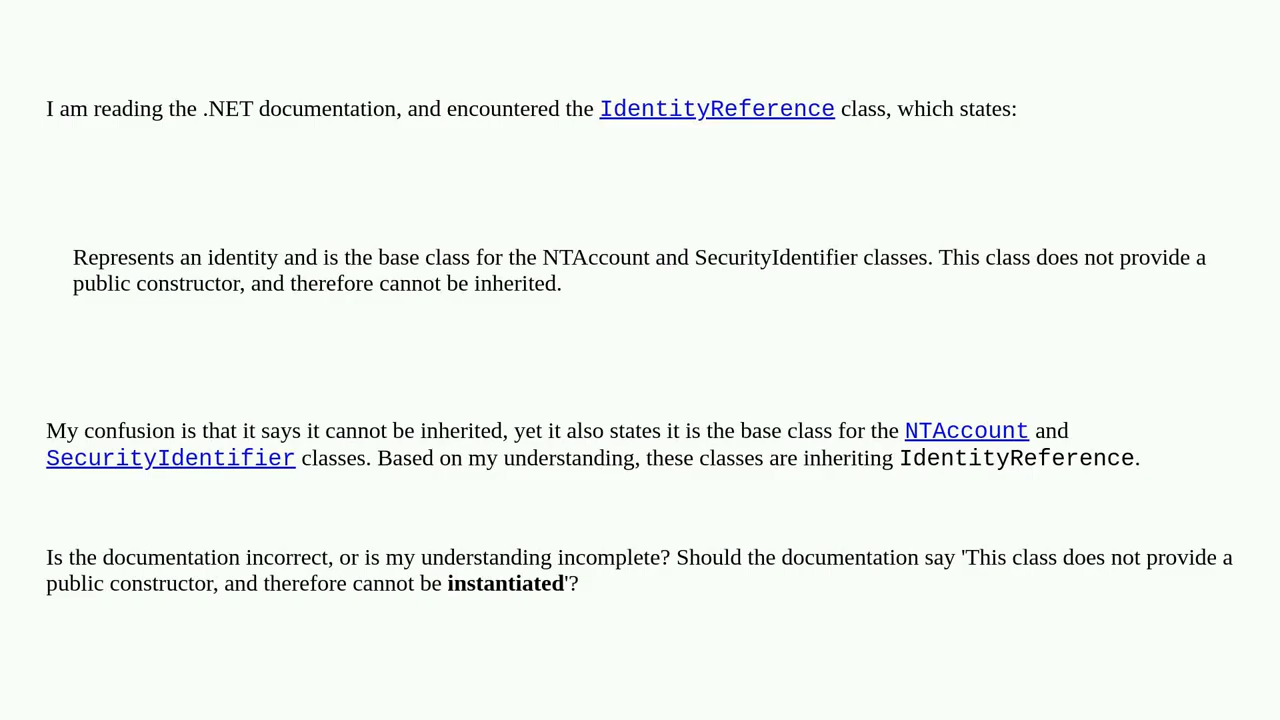 I am reading the .NET documentation, and encountered the IdentityReference class, which states:
Represents an identity and is the base class for the NTAccount and SecurityIdentifier classes. This class does not provide a
public constructor, and therefore cannot be inherited.
My confusion is that it says it cannot be inherited, yet it also states it is the base class for the NTAccount and
SecurityIdentifier classes. Based on my understanding, these classes are inheriting IdentityReference.
Is the documentation incorrect, or is my understanding incomplete? Should the documentation say 'This class does not provide a
public constructor, and therefore cannot be instantiated'?